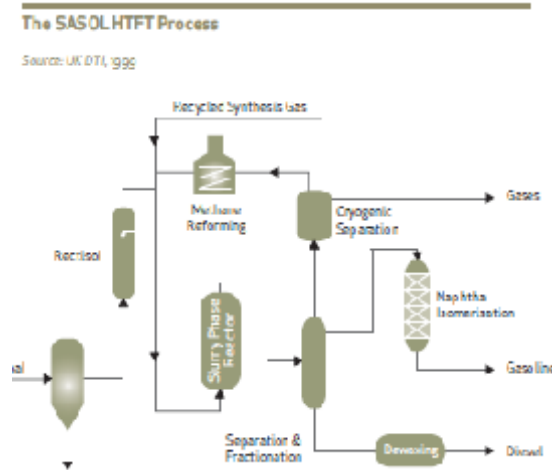 The SASOL HTFT Process
Source: UK DTI, 1999
Recycled Synthesis Gas
Methane
Reforming
Cryogenic
Separation
Gases
Rectisol
Slurry Phase
Reactor
Naphtha
Isomerisation
Gasoline
Separation &
Fractionation
Dewaxing
Diesel